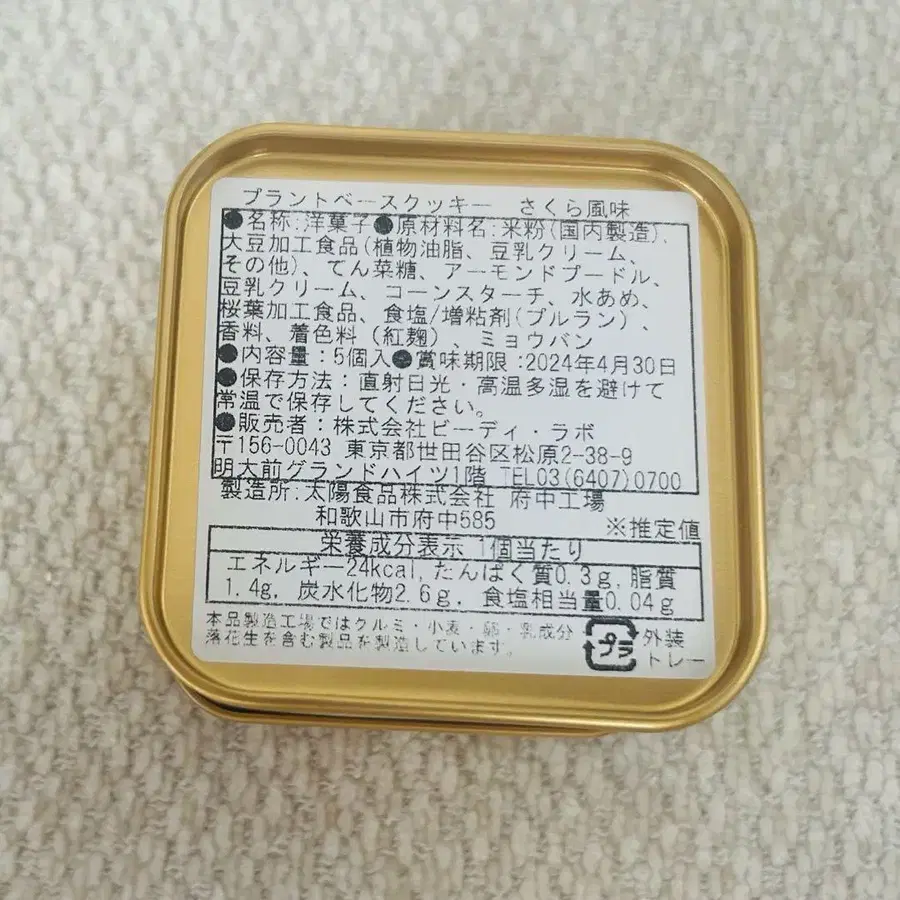 プラントベースクッキー　さくら風味
●名称:洋菓子●原材料名:米粉(国内製造)、
大豆加工食品(植物油脂、豆乳クリーム、
その他)、てん菜糖、アーモンドプードル、
豆乳クリーム、コーンスターチ、水あめ、
桜葉加工食品、食塩/増粘剤(プルラン)、
香料、着色料(紅麹)、ミョウバン
●内容量:5個入●賞味期限:2024年4月30日
●保存方法:直射日光・高温多湿を避けて
常温で保存してください。
●販売者:株式会社ビーディ・ラボ
〒156-0043 東京都世田谷区松原2-38-9
明大前グランドハイツ1階 TEL03(6407)0700
製造所:太陽食品株式会社 府中工場
和歌山市府中585
※推定値
栄養成分表示 1個当たり
エネルギー24kcal,たんぱく質0.3g,脂質
1.4g,炭水化物2.6g,食塩相当量0.04g
本品製造工場ではクルミ・小麦・卵・乳成分
落花生を含む製品を製造しています。
プラ
外装
トレー